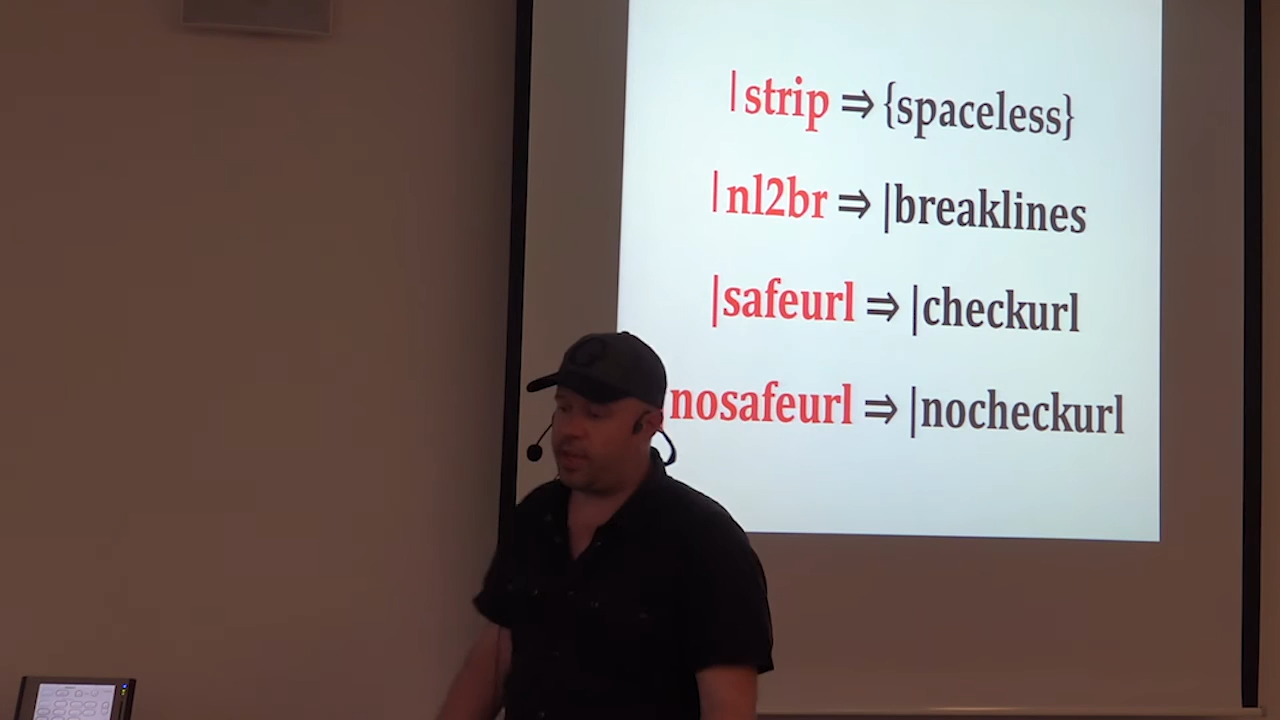 |strip ⇒ {spaceless}
|nl2br ⇒ |breaklines
|safeurl ⇒ |checkurl
nosafeurl ⇒ |nocheckurl